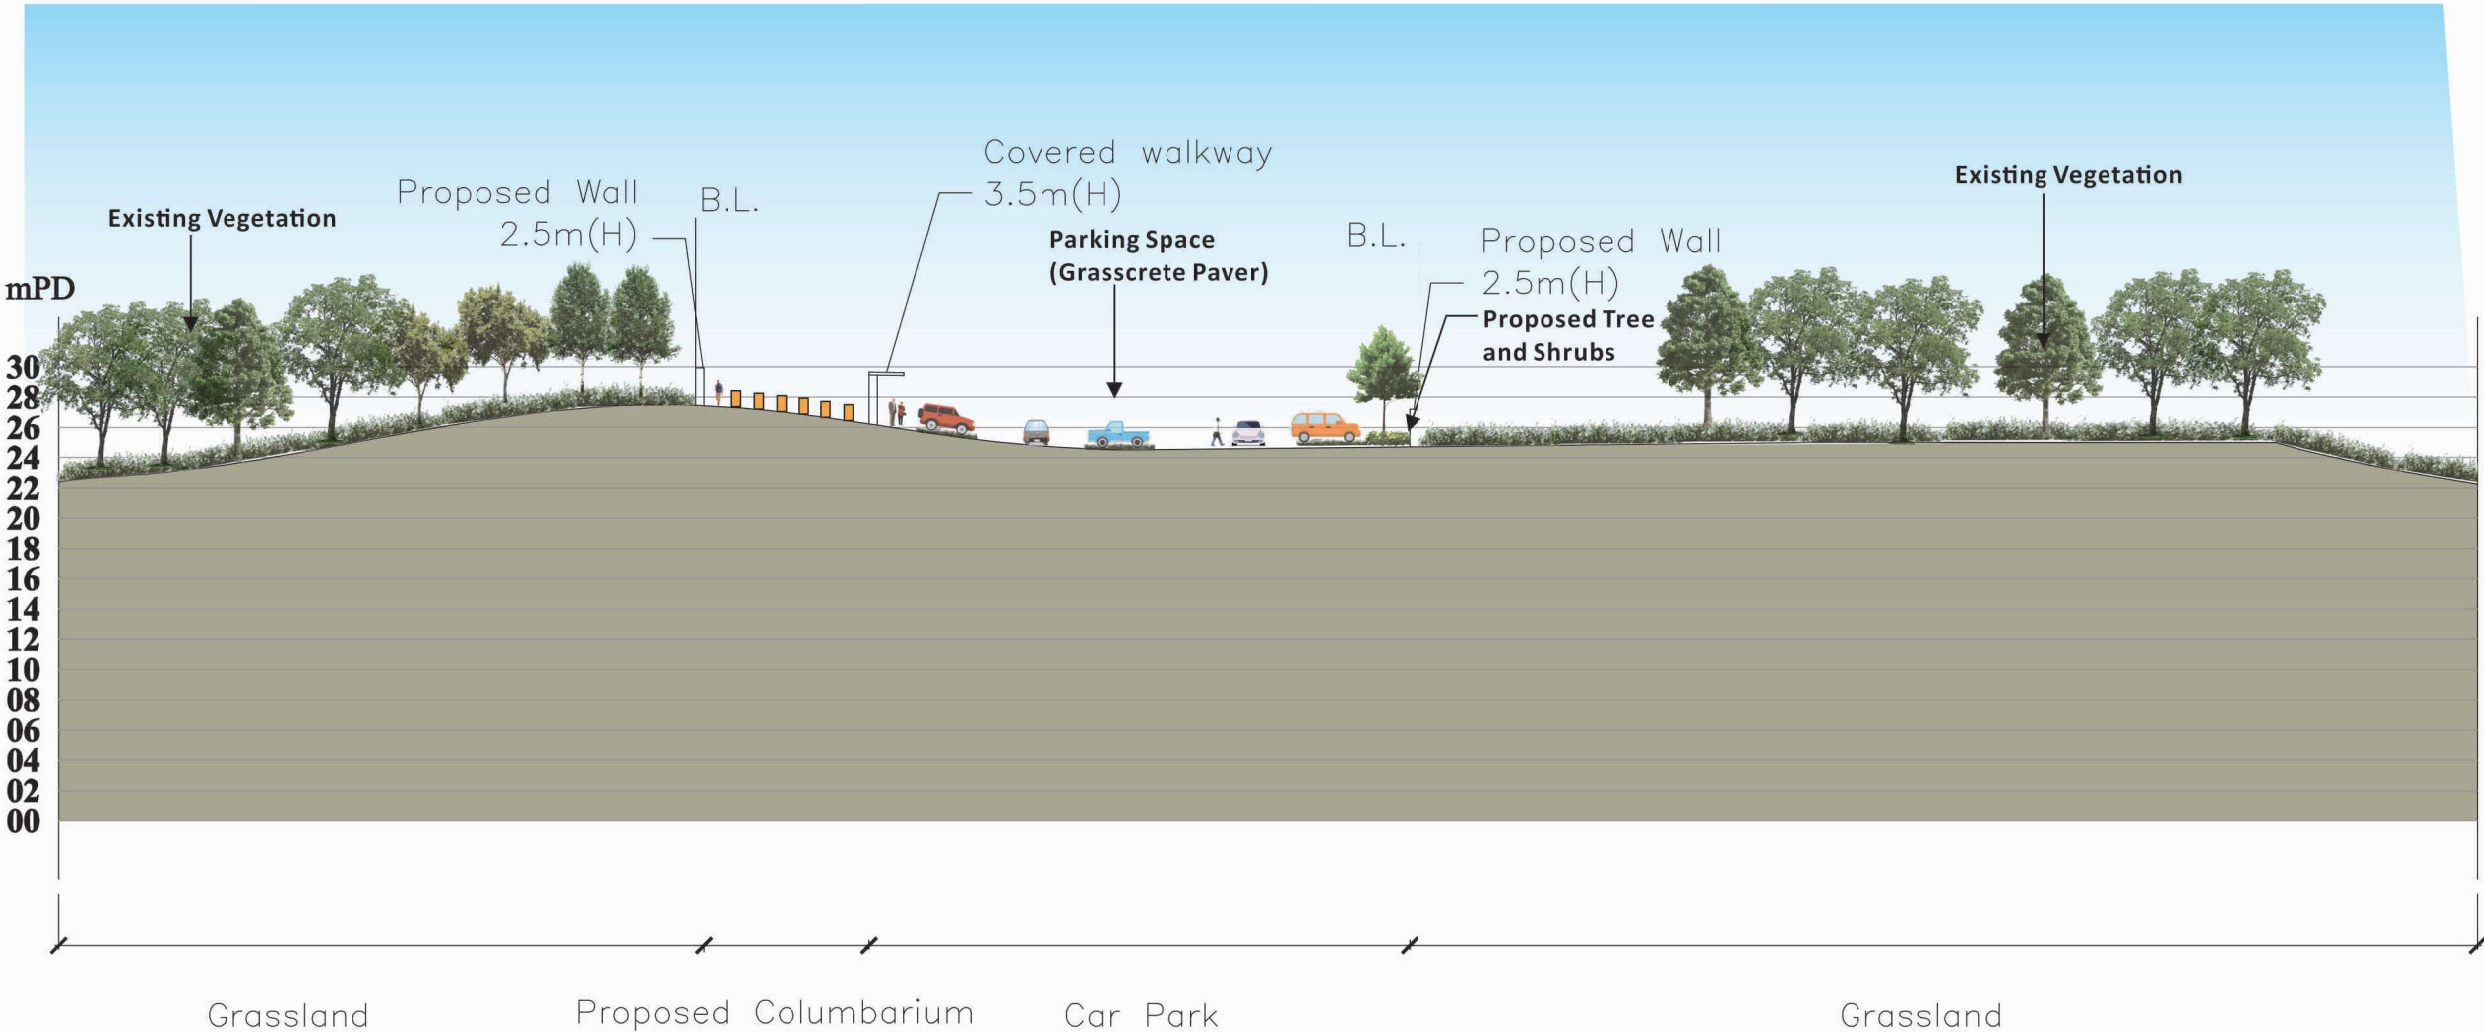 Covered walkway
3.5m(H)
Proposed Wall
2.5m(H)
B.L.
Existing Vegetation
Existing Vegetation
Parking Space
(Grasscrete Paver)
B.L.
Proposed Wall
2.5m(H)
Proposed Tree
and Shrubs
mPD
30
28
26
24
22
20
18
16
14
12
10
08
06
04
02
00
Grassland
Proposed Columbarium
Car Park
Grassland